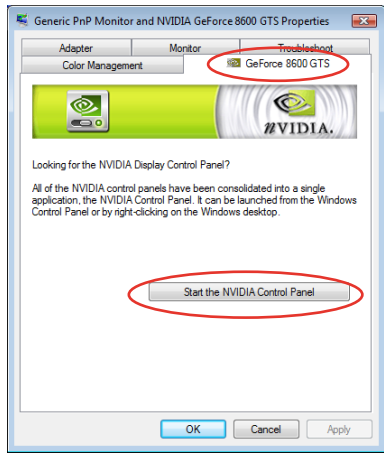 Generic PnP Monitor and NVIDIA GeForce 8600 GTS Properties
Adapter Monitor Troubleshoot
Color Management GeForce 8600 GTS
NVIDIA.
Looking for the NVIDIA Display Control Panel?
All of the NVIDIA control panels have been consolidated into a single
application, the NVIDIA Control Panel. It can be launched from the Windows
Control Panel or by right-clicking on the Windows desktop.
Start the NVIDIA Control Panel
OK Cancel Apply